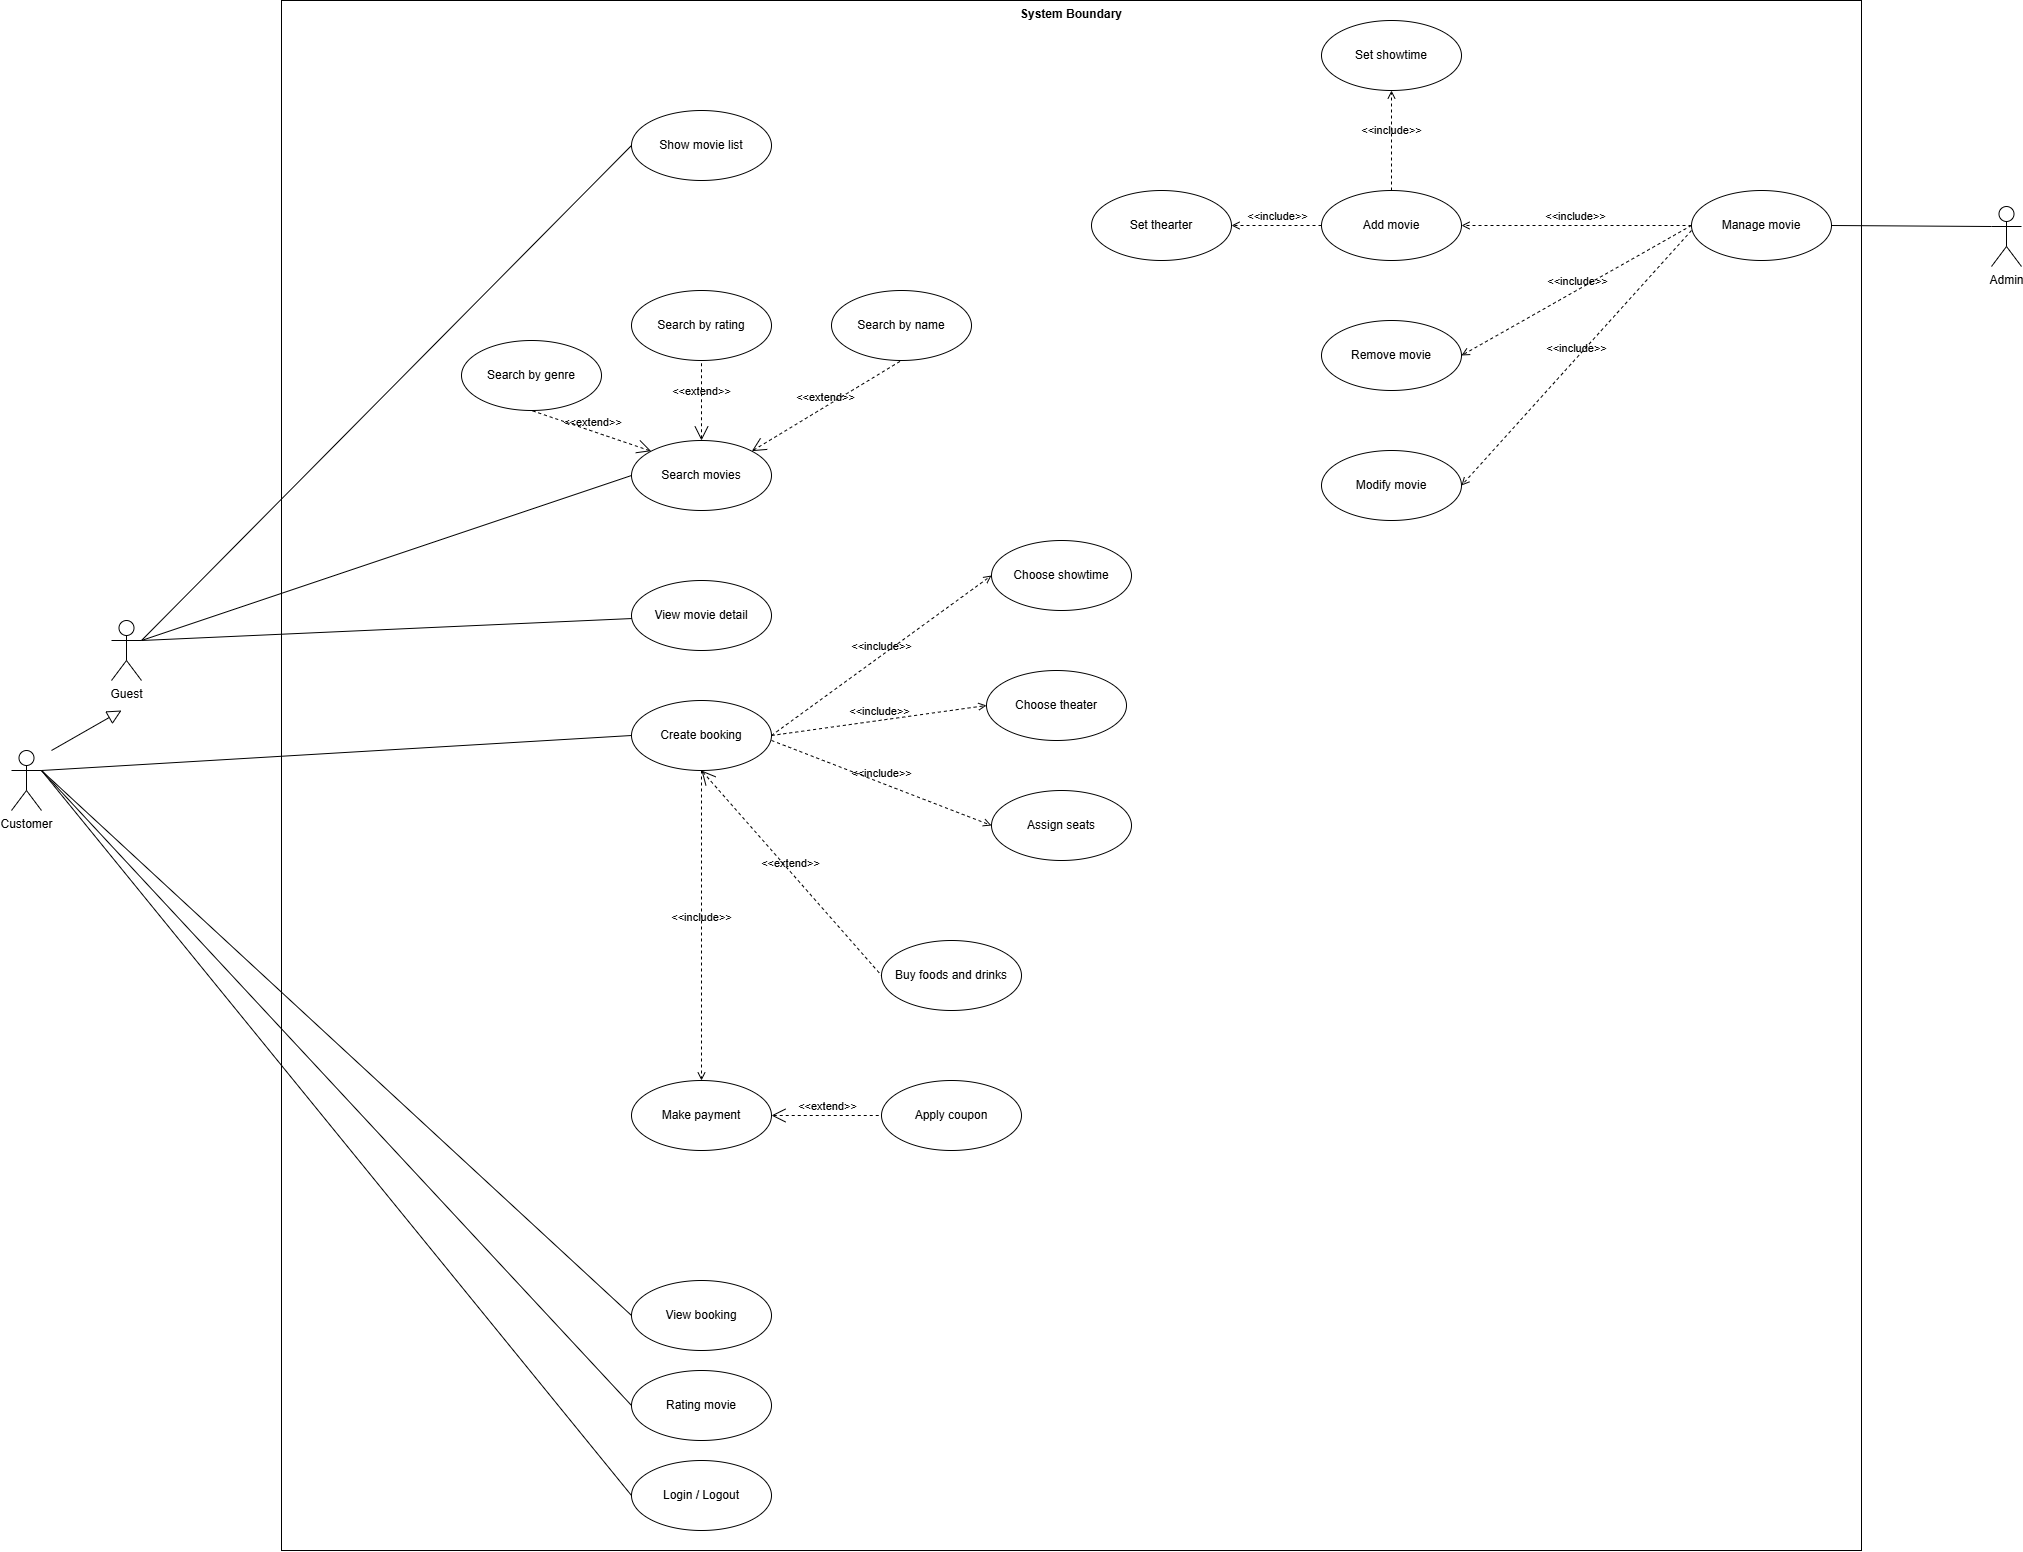 System Boundary
Set showtime
<<include>>
Show movie list
Set thearter
<<include>>
Add movie
<<include>>
Manage movie
Admin
<<include>>
Remove movie
<<include>>
Modify movie
Search by rating
Search by name
Search by genre
<<extend>>
<<extend>>
<<extend>>
Search movies
Choose showtime
View movie detail
<<include>>
Guest
Choose theater
<<include>>
Create booking
<<include>>
Customer
Assign seats
<<extend>>
<<include>>
Buy foods and drinks
Make payment
<<extend>>
Apply coupon
View booking
Rating movie
Login / Logout